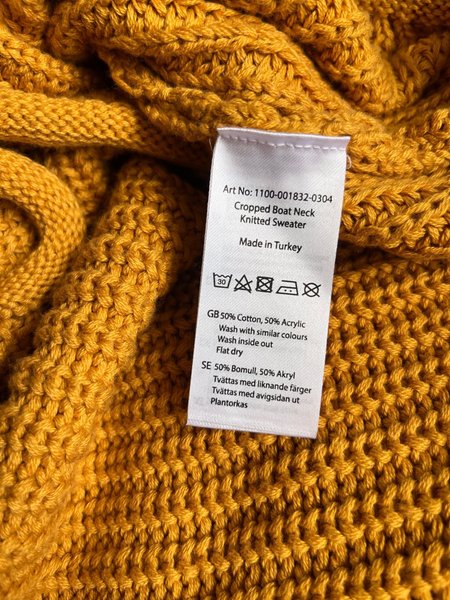 Art No: 1100-001832-0304
Cropped Boat Neck
Knitted Sweater
Made in Turkey
30
GB 50% Cotton, 50% Acrylic
Wash with similar colours
Wash inside out
Flat dry
SE 50% Bomull, 50% Akryl
Tvättas med liknande färger
Tvättas med avigsidan ut
Plantorkas